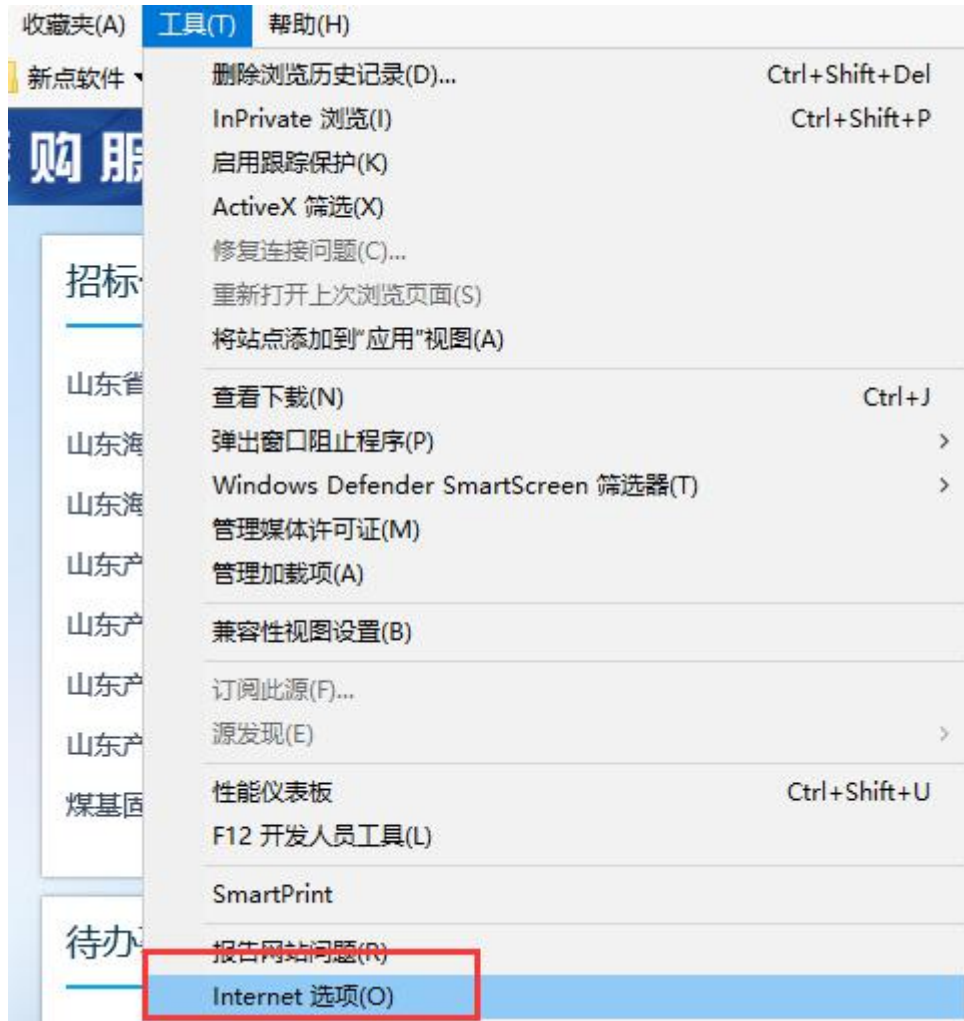 收藏夹(A) 工具(T) 帮助(H)
新点软件
购服
删除浏览历史记录(D)... Ctrl+Shift+Del
InPrivate 浏览(I) Ctrl+Shift+P
启用跟踪保护(K)
ActiveX 筛选(X)
修复连接问题(C)...
重新打开上次浏览页面(S)
将站点添加到“应用”视图(A)
查看下载(N) Ctrl+J
弹出窗口阻止程序(P)
Windows Defender SmartScreen 筛选器(T)
管理媒体许可证(M)
管理加载项(A)
兼容性视图设置(B)
订阅此源(F)...
源发现(E)
性能仪表板 Ctrl+Shift+U
F12 开发人员工具(L)
SmartPrint
报告网站问题(R)
Internet 选项(O)
招标
山东省
山东海
山东海
山东产
山东产
山东产
山东产
煤基固
待办